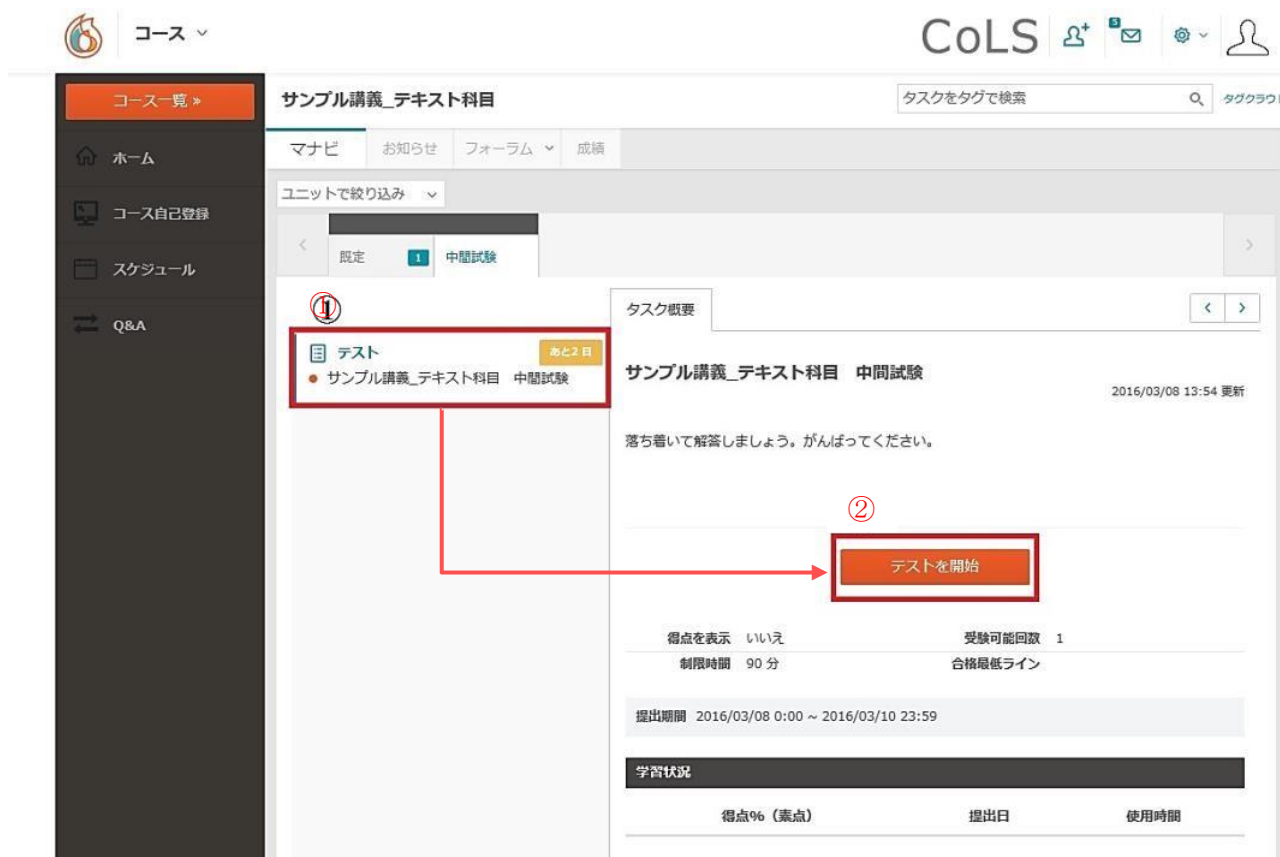 コース
CoLS
5
コース一覧 »
ホーム
コース自己登録
スケジュール
Q&A
サンプル講義_テキスト科目
タスクをタグで検索
マナビ お知らせ フォーラム 成績
ユニットで絞り込み
既定 1 中間試験
①
テスト あと2日
サンプル講義_テキスト科目 中間試験
タスク概要
サンプル講義_テキスト科目 中間試験
2016/03/08 13:54 更新
落ち着いて解答しましょう。がんばってください。
②
テストを開始
得点を表示 いいえ 受験可能回数 1
制限時間 90 分 合格最低ライン
提出期間 2016/03/08 0:00 ~ 2016/03/10 23:59
学習状況
得点% (素点) 提出日 使用時間